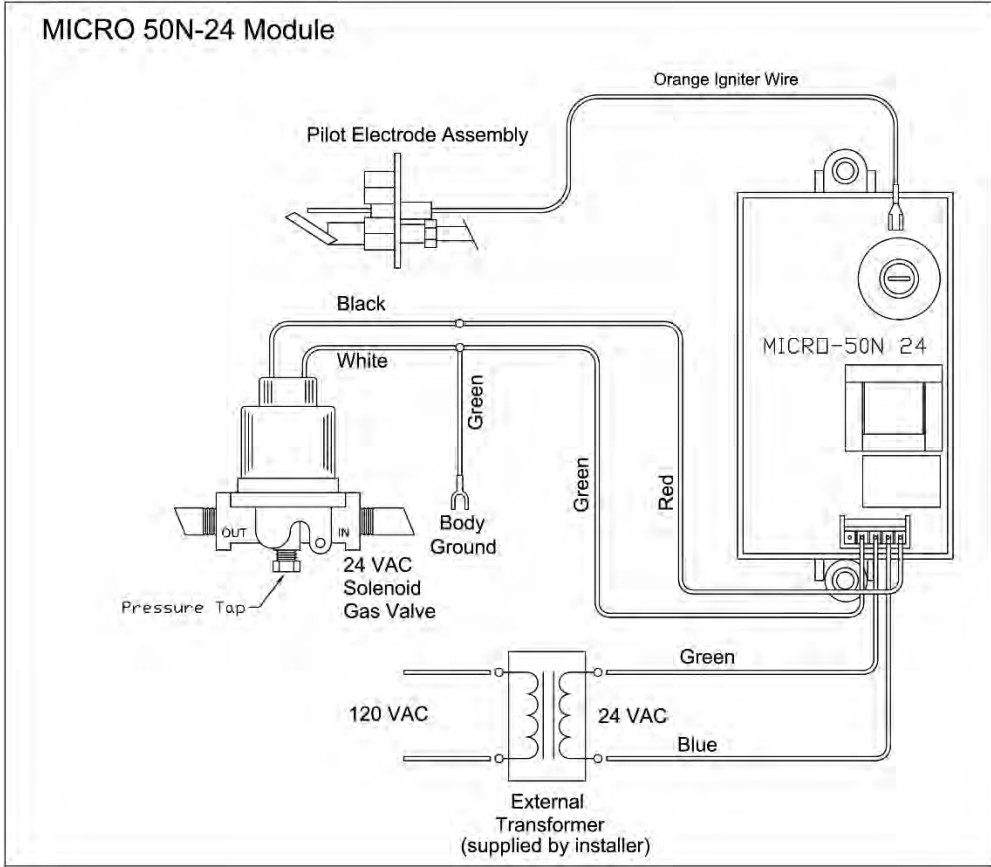 MICRO 50N-24 Module
Orange Igniter Wire
Pilot Electrode Assembly
Black
White
Green
MICRO-50N 24
Green
Red
OUT
IN
Body
Ground
24 VAC
Solenoid
Gas Valve
Pressure Tap
Green
120 VAC
24 VAC
Blue
External
Transformer
(supplied by installer)